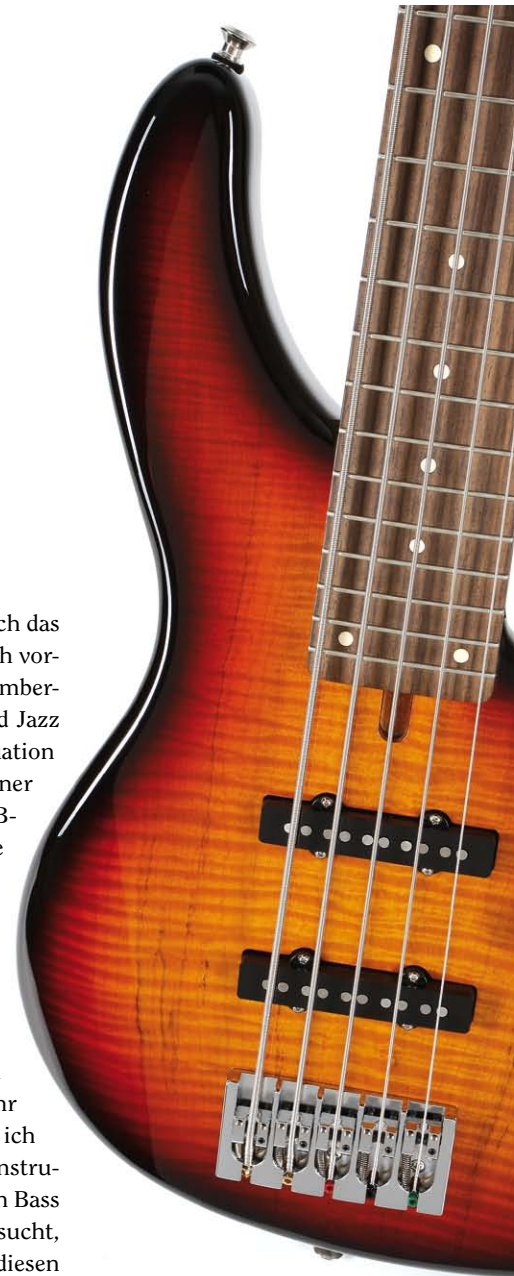 ch das
h vor-
mber-
d Jazz
ation
ner
B-
e
hr
ich
nstru-
n Bass
sucht,
diesen